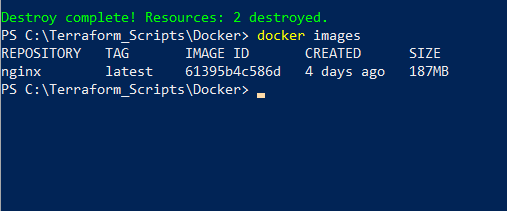 Destroy complete! Resources: 2 destroyed.
PS C:\Terraform_Scripts\Docker> docker images
REPOSITORY   TAG       IMAGE ID       CREATED      SIZE
nginx        latest    61395b4c586d   4 days ago   187MB
PS C:\Terraform_Scripts\Docker>